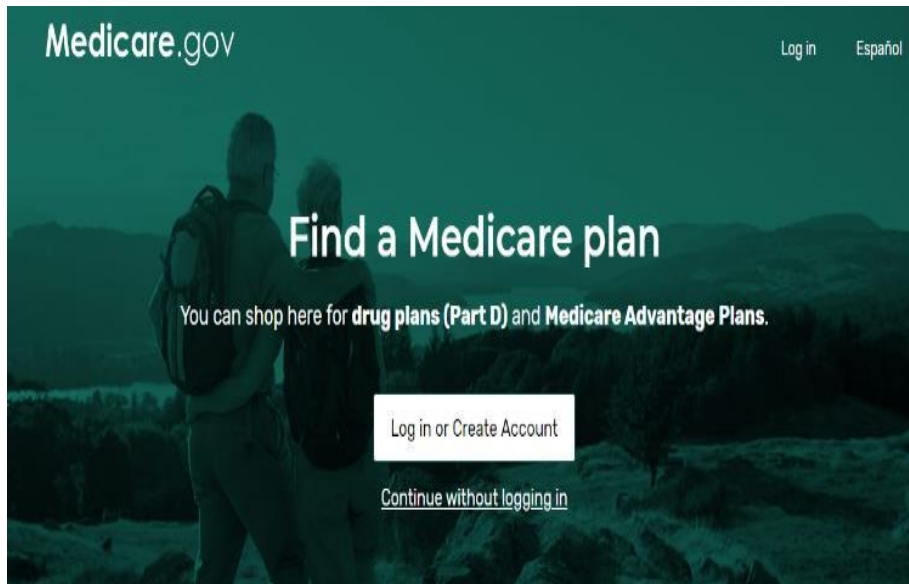 Medicare.gov
Log in
Español
Find a Medicare plan
You can shop here for drug plans (Part D) and Medicare Advantage Plans.
Log in or Create Account
Continue without logging in